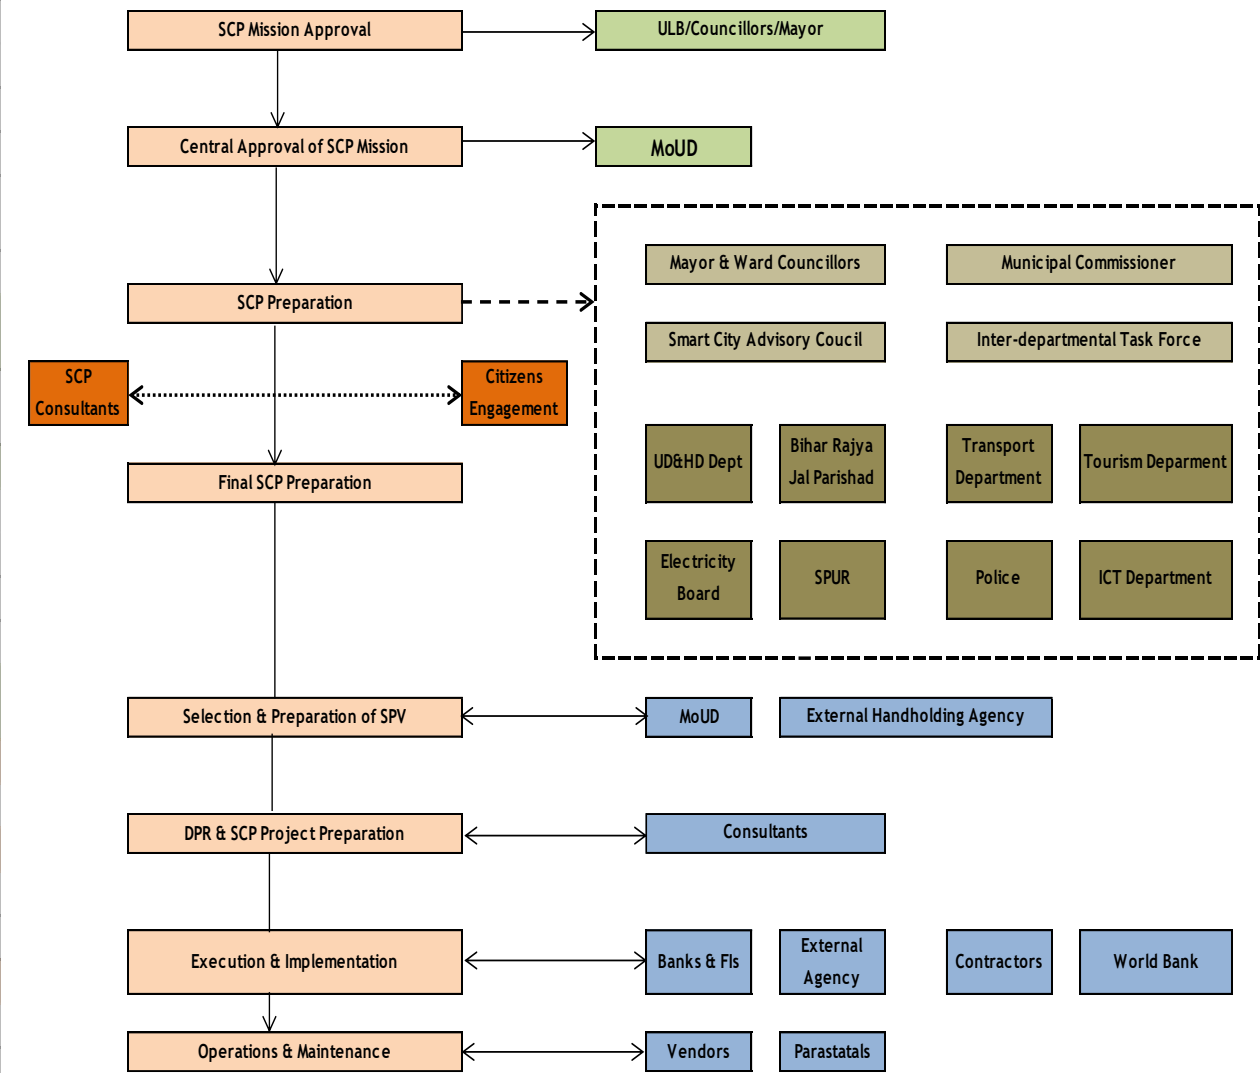 SCP Mission Approval
ULB/Councillors/Mayor
Central Approval of SCP Mission
MoUD
Mayor & Ward Councillors
Municipal Commissioner
SCP Preparation
Smart City Advisory Coucil
Inter-departmental Task Force
SCP
Consultants
Citizens
Engagement
UD&HD Dept
Bihar Rajya
Jal Parishad
Transport
Department
Tourism Deparment
Final SCP Preparation
Electricity
Board
SPUR
Police
ICT Department
Selection & Preparation of SPV
MoUD
External Handholding Agency
DPR & SCP Project Preparation
Consultants
Execution & Implementation
Banks & FIs
External
Agency
Contractors
World Bank
Operations & Maintenance
Vendors
Parastatals